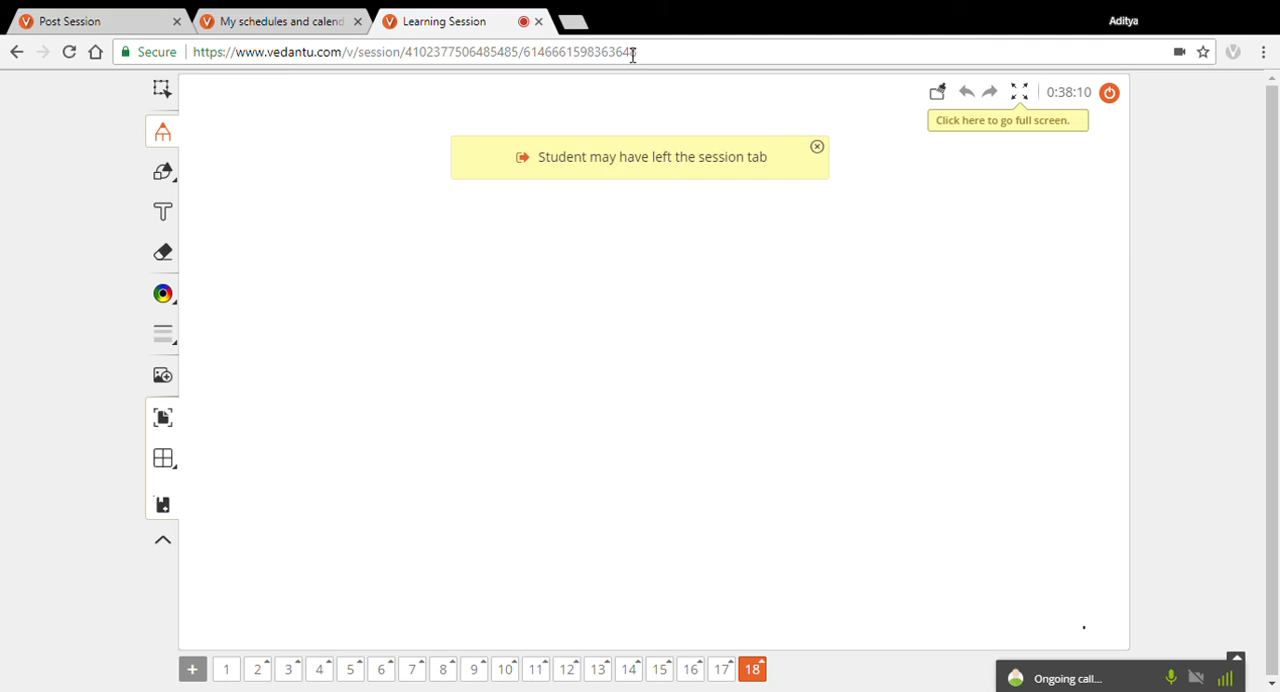 Post Session
My schedules and calend
Learning Session
Aditya
Secure
https://www.vedantu.com/v/session/4102377506485485/6146661598363648
0:38:10
Click here to go full screen.
Student may have left the session tab
T
+ 1 2 3 4 5 6 7 8 9 10 11 12 13 14 15 16 17 18
Ongoing call...